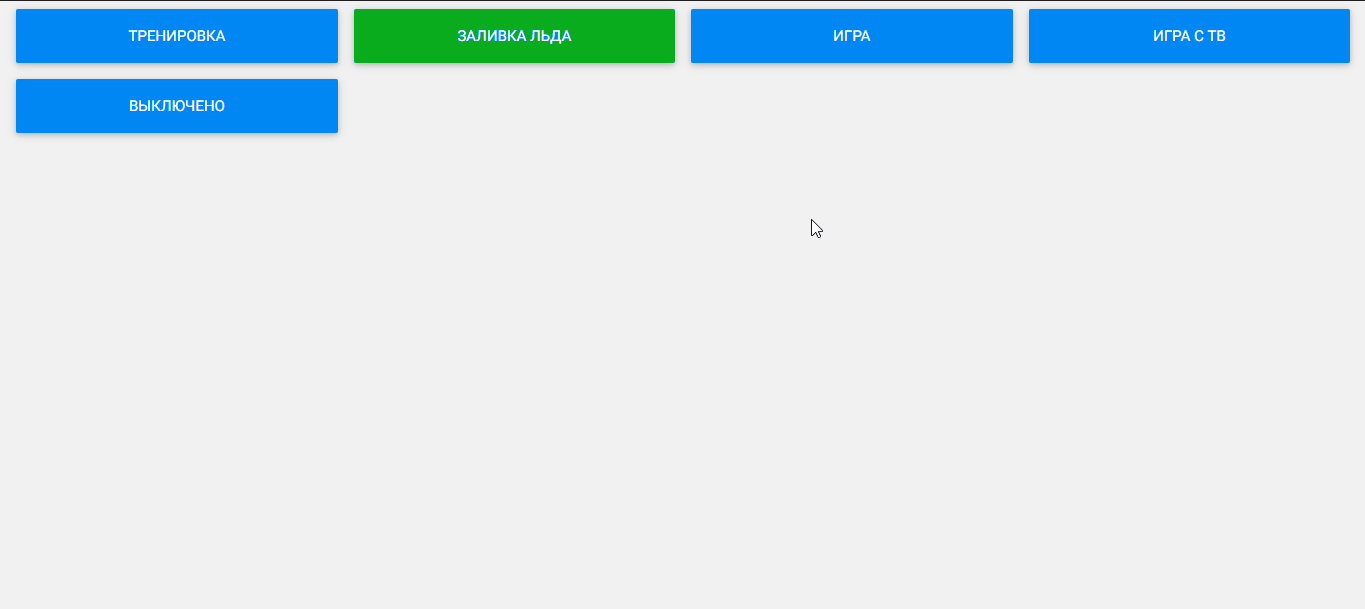 ТРЕНИРОВКА
ЗАЛИВКА ЛЬДА
ИГРА
ИГРА С ТВ
ВЫКЛЮЧЕНО